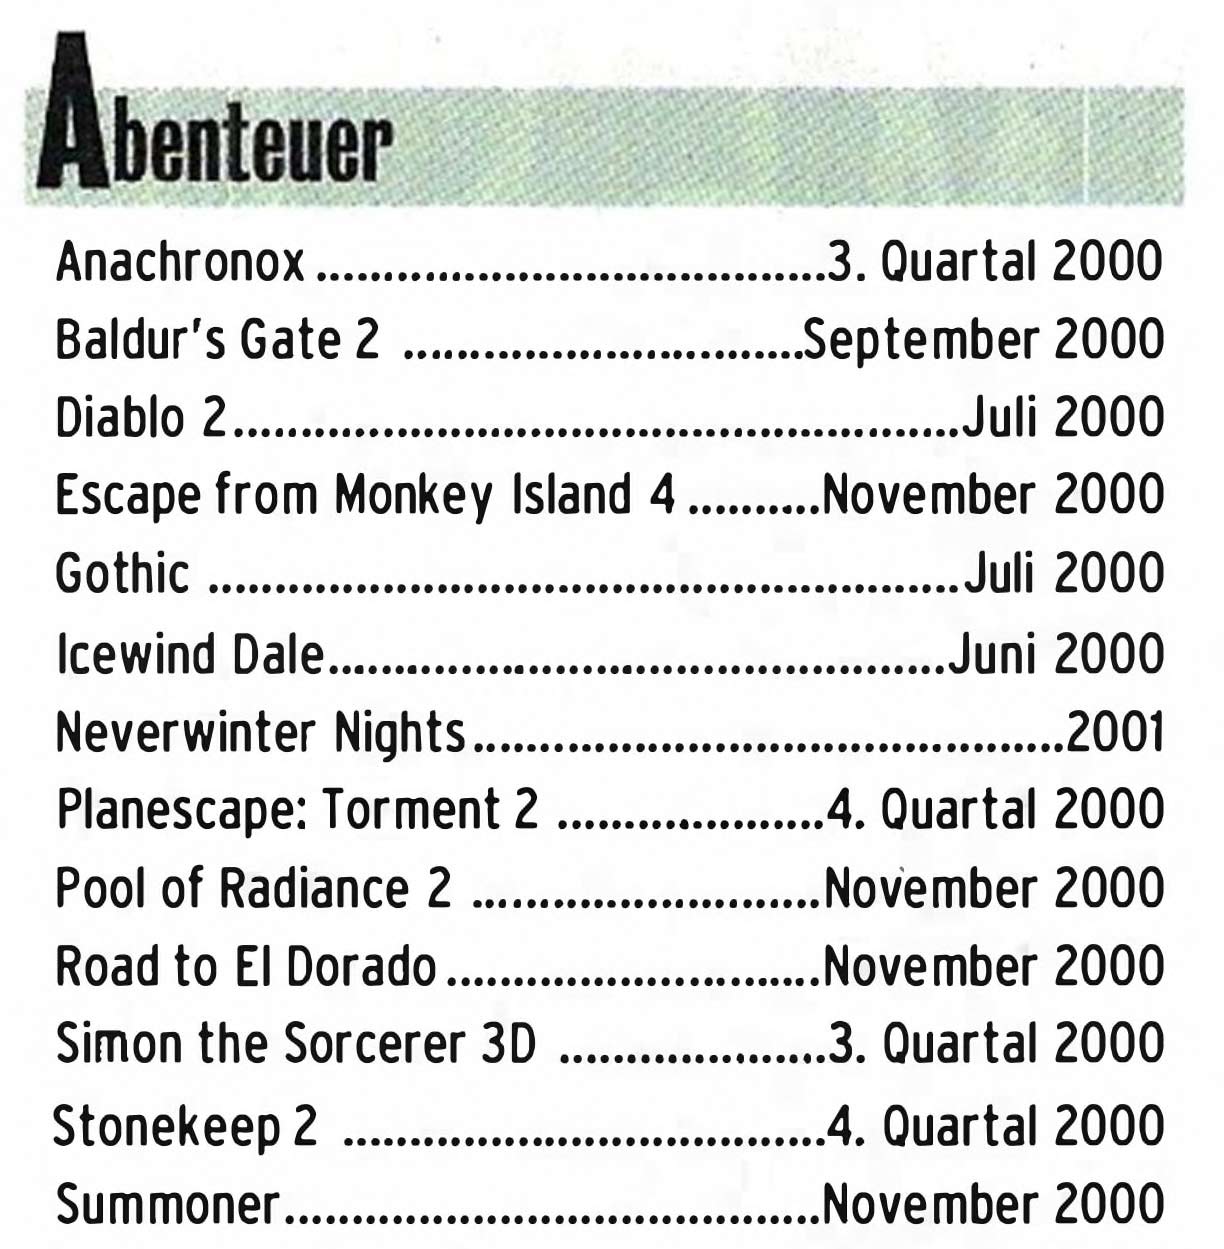 Abenteuer
Anachronox ......................................3. Quartal 2000
Baldur's Gate 2 ..............................September 2000
Diablo 2......................................................Juli 2000
Escape from Monkey Island 4 ..........November 2000
Gothic ........................................................Juli 2000
Icewind Dale..............................................Juni 2000
Neverwinter Nights............................................2001
Planescape: Torment 2 ....................4. Quartal 2000
Pool of Radiance 2 ..........................November 2000
Road to El Dorado............................November 2000
Simon the Sorcerer 3D ....................3. Quartal 2000
Stonekeep 2 ....................................4. Quartal 2000
Summoner........................................November 2000